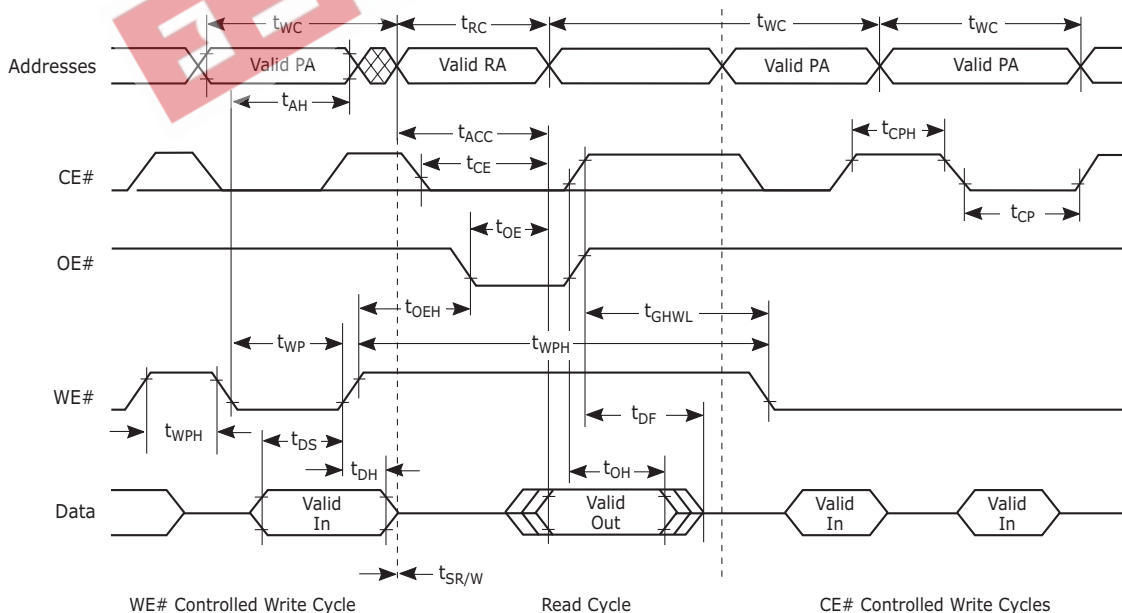 tWC tRC tWC tWC
Addresses Valid PA Valid RA Valid PA Valid PA
tAH
tACC
tCPH
tCE
CE#
tCP
tOE
OE#
tOEH
tGHWL
tWP
tWPH
WE#
tWPH
tDS
tDF
tDH
tOH
Data
Valid In
Valid Out
Valid In
Valid In
tSR/W
WE# Controlled Write Cycle Read Cycle CE# Controlled Write Cycles